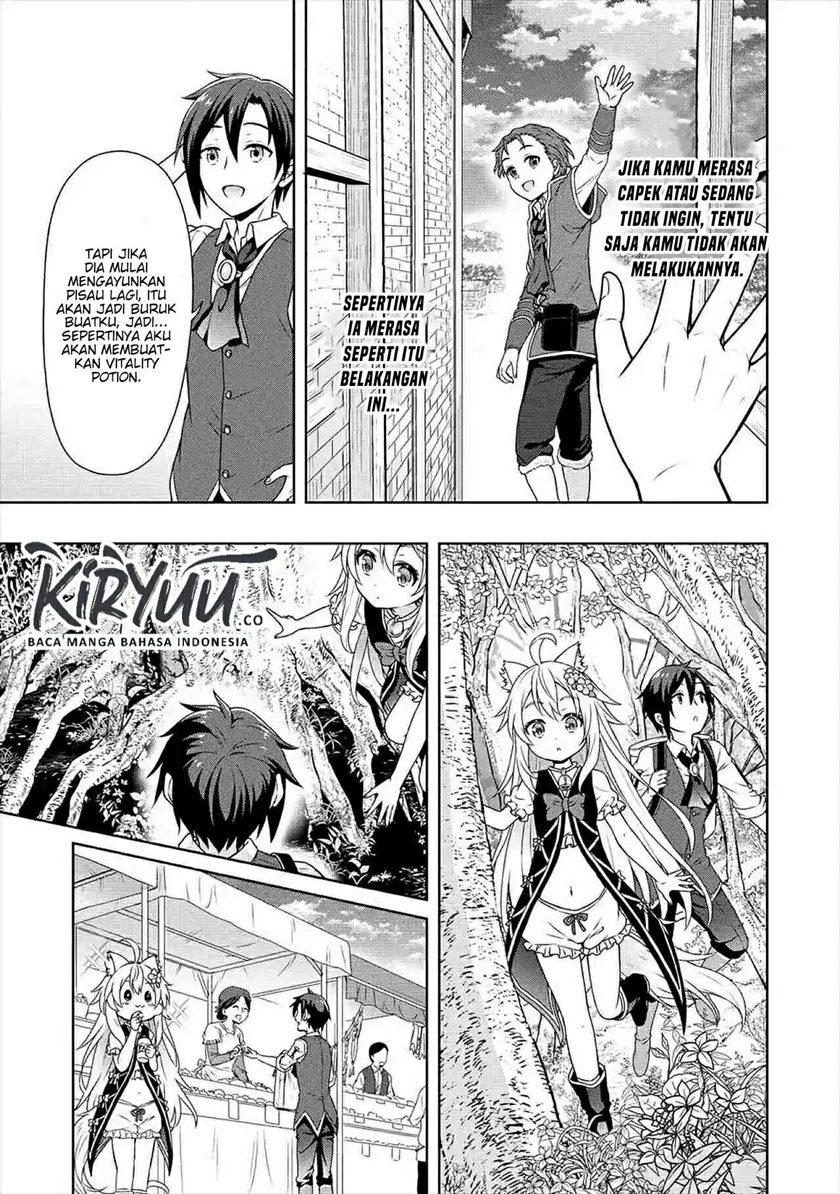 JIKA KAMU MERASA
CAPEK ATAU SEDANG
TIDAK INGIN, TENTU
SAJA KAMU TIDAK AKAN
MELAKUKANNYA.
SEPERTINYA
IA MERASA
SEPERTI ITU
BELAKANGAN
INI...
TAPI JIKA
DIA MULAI
MENGAYUNKAN
PISAU LAGI, ITU
AKAN JADI BURUK
BUATKU, JADI...
SEPERTINYA AKU
AKAN MEMBUAT-
KAN VITALITY
POTION.
KIRYUU.CO
BACA MANGA BAHASA INDONESIA